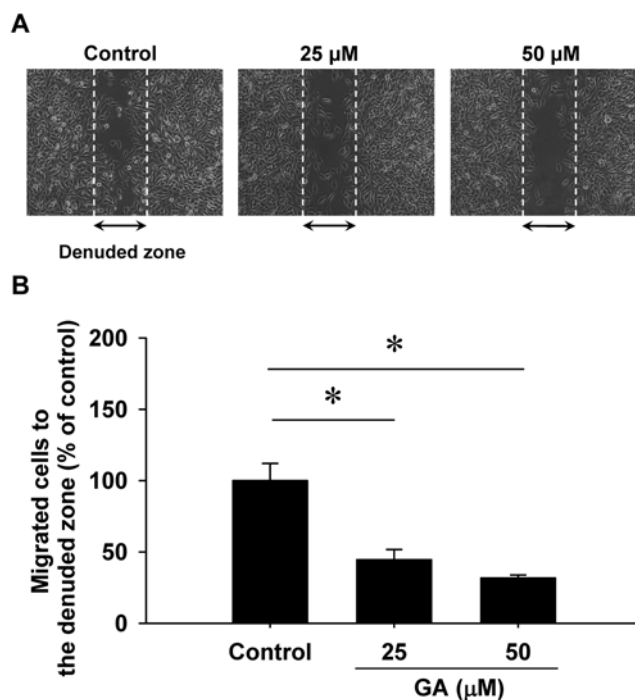 A
Control 25 µM 50 µM
Denuded zone
B
Migrated cells to
the denuded zone (% of control)
200
150
100
50
0
*
*
Control 25 50
GA (µM)